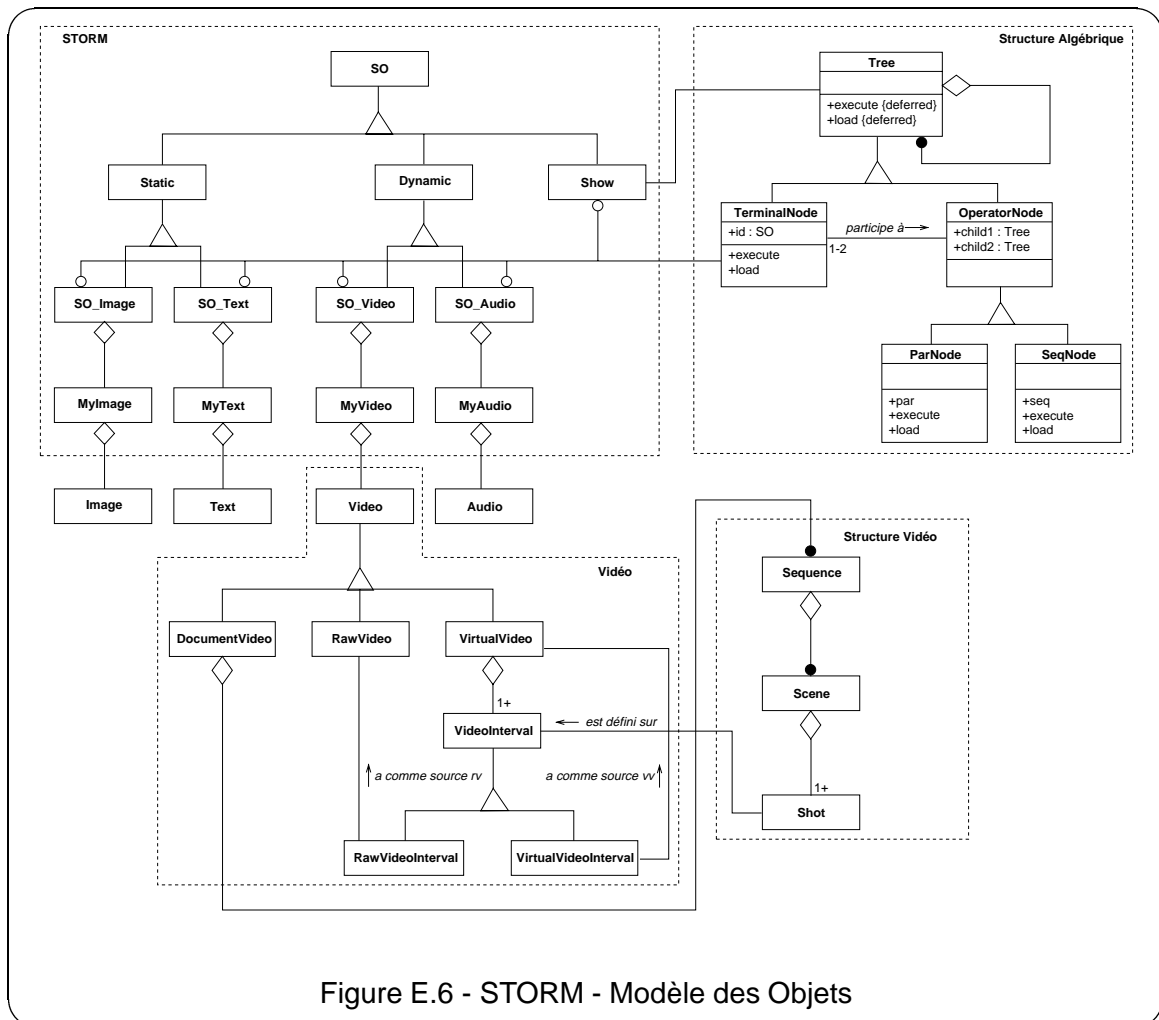 STORM
Structure Algébrique
SO
Tree
+execute {deferred}
+load {deferred}
Static
Dynamic
Show
TerminalNode
+id : SO
+execute
+load
participe à
1-2
OperatorNode
+child1 : Tree
+child2 : Tree
SO_Image
SO_Text
SO_Video
SO_Audio
ParNode
+par
+execute
+load
SeqNode
+seq
+execute
+load
MyImage
MyText
MyVideo
MyAudio
Image
Text
Video
Audio
Structure Vidéo
Vidéo
Sequence
DocumentVideo
RawVideo
VirtualVideo
Scene
1+
VideoInterval
est défini sur
a comme source rv
a comme source vv
1+
Shot
RawVideoInterval
VirtualVideoInterval
Figure E.6 - STORM - Modèle des Objets